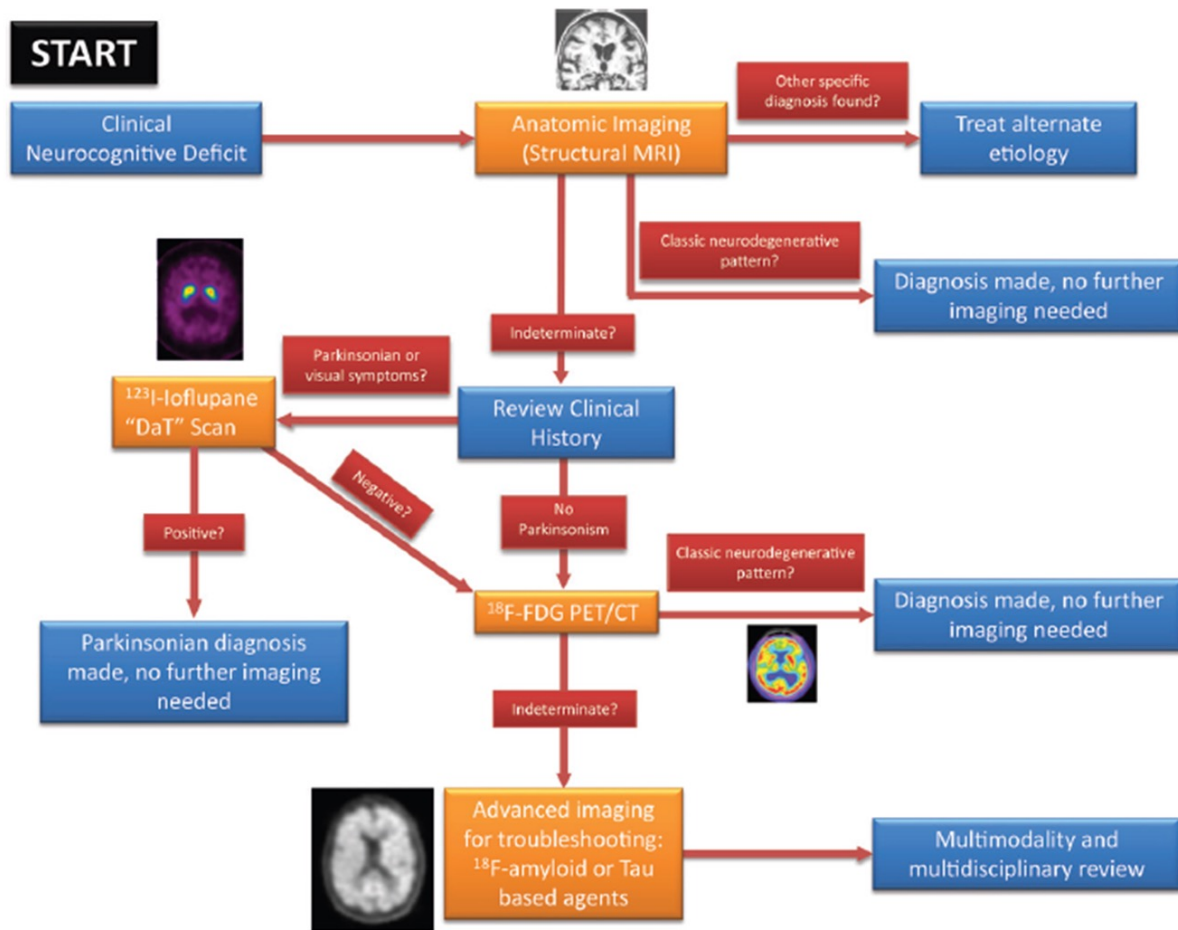 START
Clinical
Neurocognitive Deficit
Anatomic Imaging
(Structural MRI)
Other specific
diagnosis found?
Treat alternate
etiology
Classic neurodegenerative
pattern?
Diagnosis made, no further
imaging needed
Indeterminate?
Parkinsonian or
visual symptoms?
¹²³I-Ioflupane
“DaT” Scan
Review Clinical
History
Negative?
Positive?
No
Parkinsonism
Classic neurodegenerative
pattern?
¹⁸F-FDG PET/CT
Diagnosis made, no further
imaging needed
Parkinsonian diagnosis
made, no further imaging
needed
Indeterminate?
Advanced imaging
for troubleshooting:
¹⁸F-amyloid or Tau
based agents
Multimodality and
multidisciplinary review